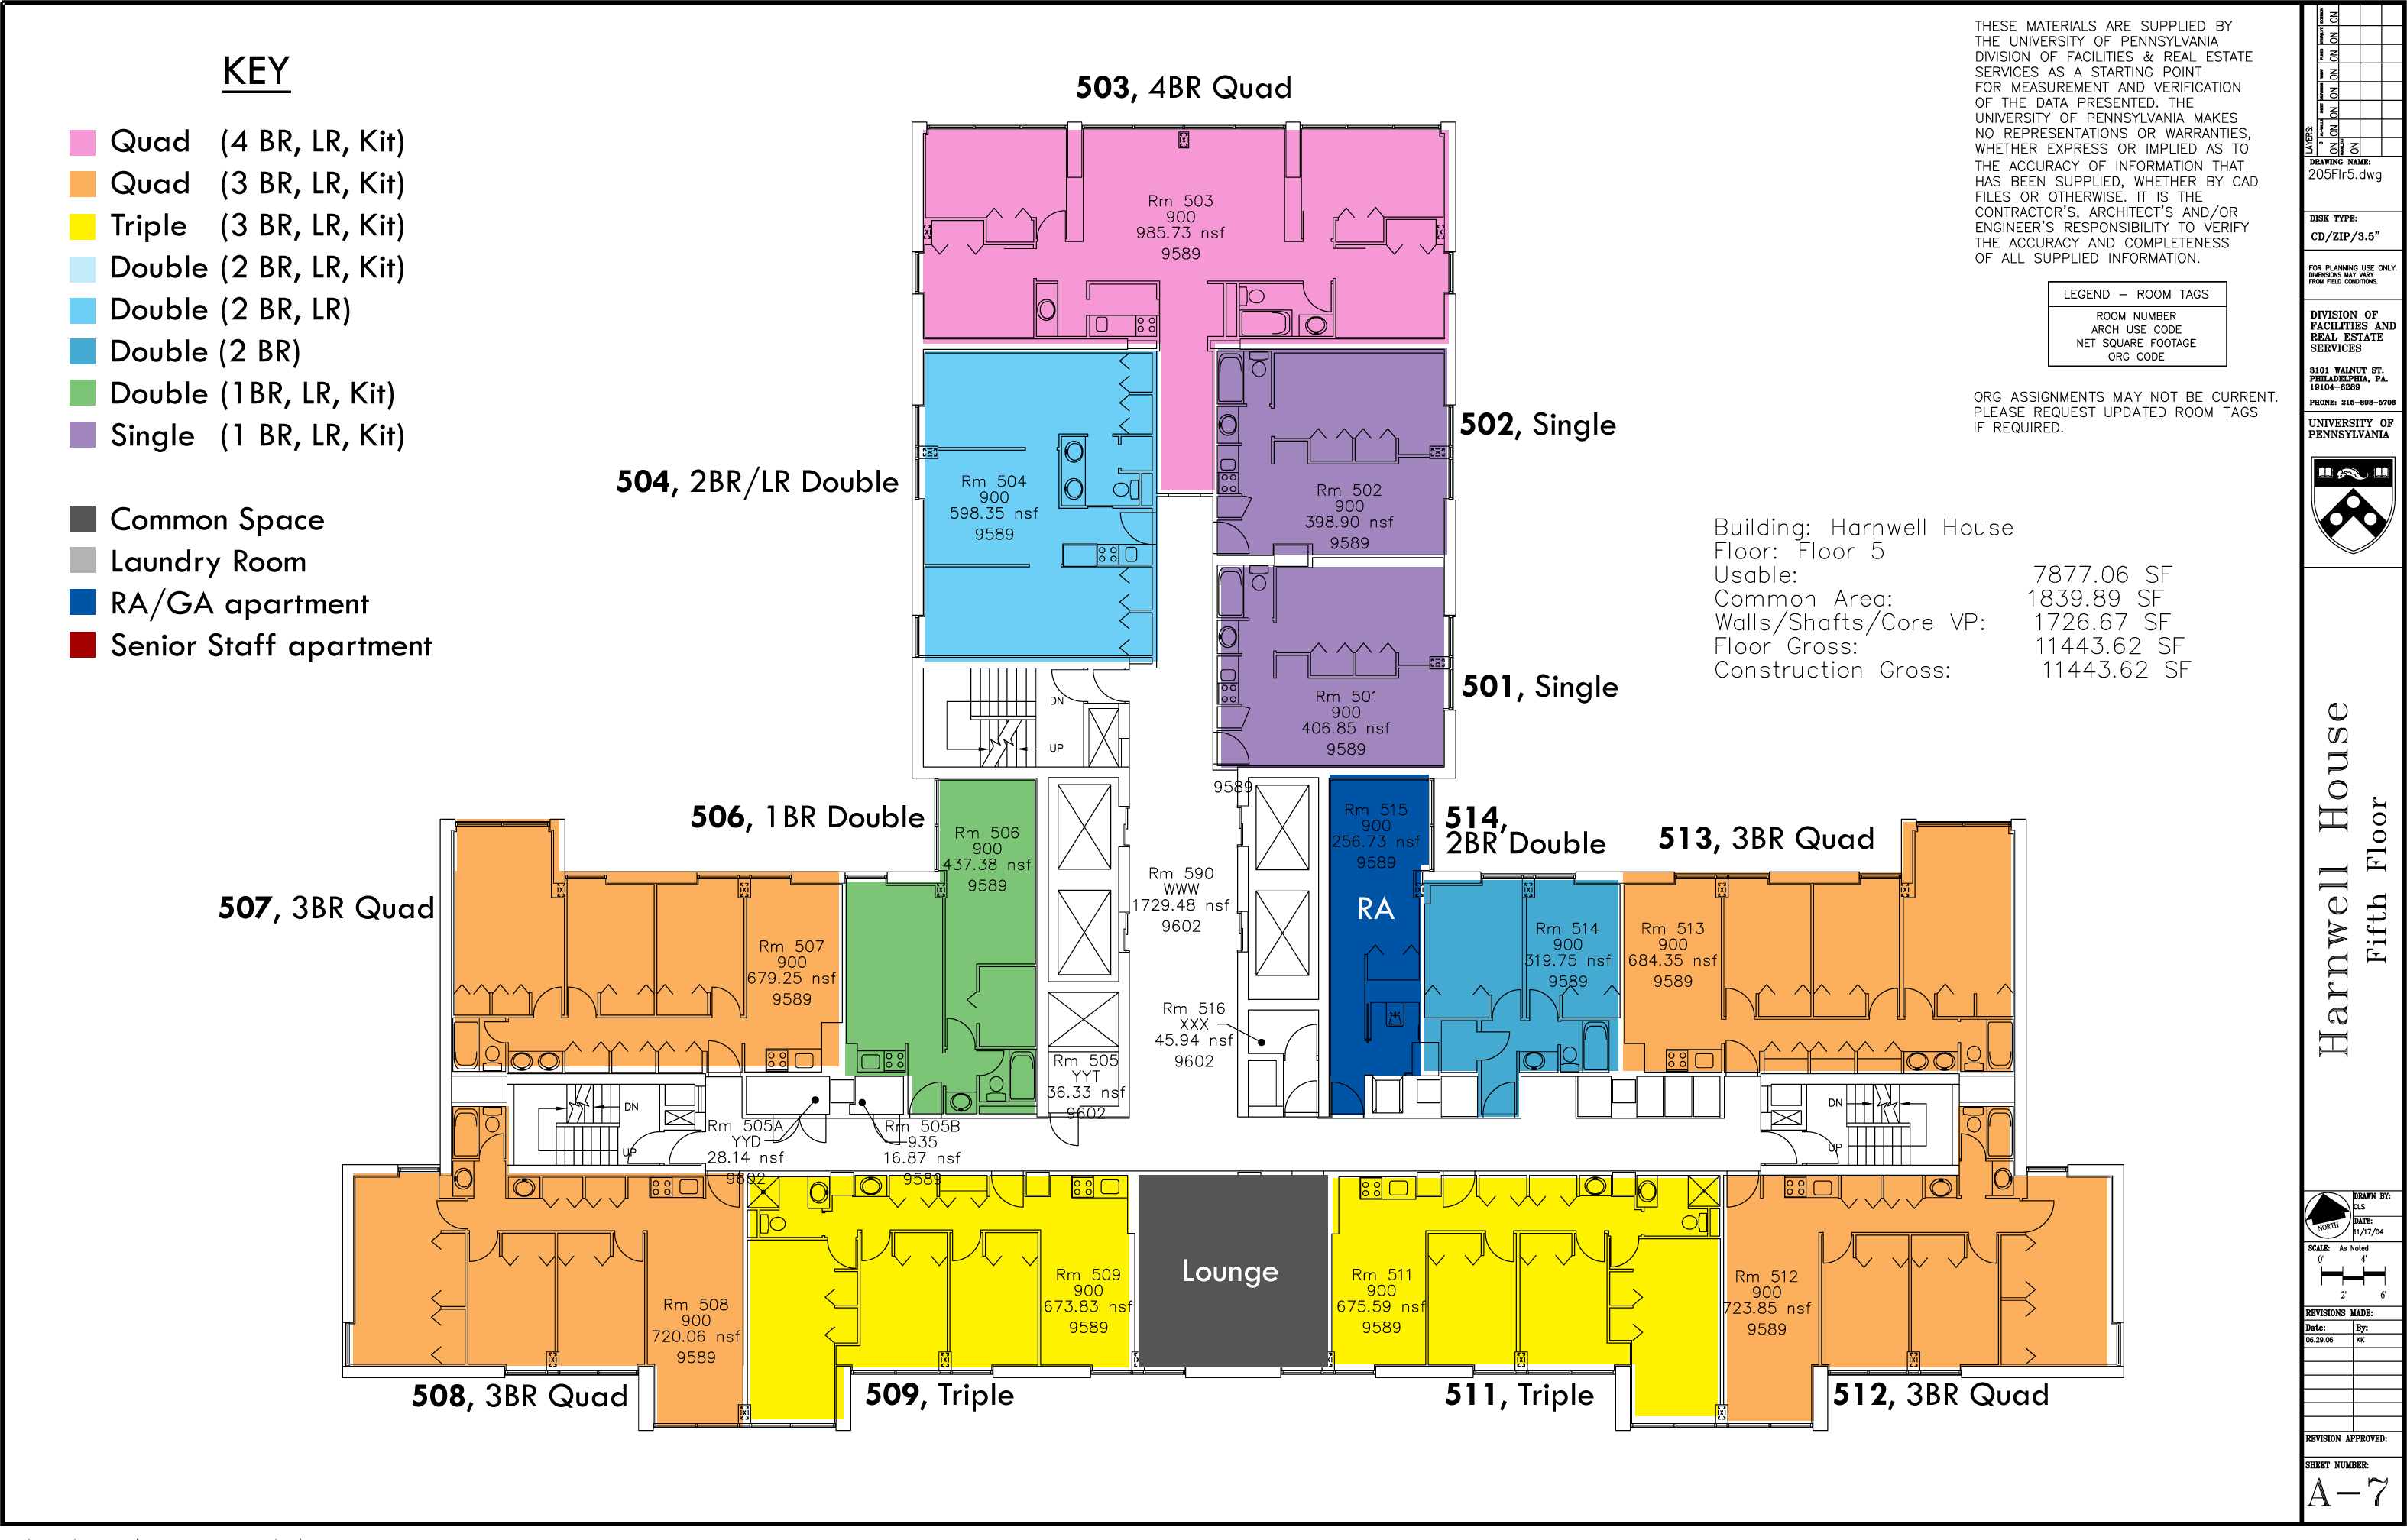 KEY
Quad (4 BR, LR, Kit)
Quad (3 BR, LR, Kit)
Triple (3 BR, LR, Kit)
Double (2 BR, LR, Kit)
Double (2 BR, LR)
Double (2 BR)
Double (1BR, LR, Kit)
Single (1 BR, LR, Kit)
Common Space
Laundry Room
RA/GA apartment
Senior Staff apartment
503, 4BR Quad
Rm 503
900
985.73 nsf
9589
504, 2BR/LR Double
Rm 504
900
598.35 nsf
9589
502, Single
Rm 502
900
398.90 nsf
9589
501, Single
Rm 501
900
406.85 nsf
9589
DN
UP
9589
506, 1BR Double
Rm 506
900
437.38 nsf
9589
Rm 515
900
256.73 nsf
9589
RA
514,
2BR Double
Rm 514
900
319.75 nsf
9589
513, 3BR Quad
Rm 513
900
684.35 nsf
9589
507, 3BR Quad
Rm 507
900
679.25 nsf
9589
Rm 590
WWW
1729.48 nsf
9602
Rm 516
XXX
45.94 nsf
9602
Rm 505
YYT
36.33 nsf
9602
DN
UP
Rm 505A
YYD
28.14 nsf
9602
Rm 505B
935
16.87 nsf
9589
DN
UP
Rm 508
900
720.06 nsf
9589
508, 3BR Quad
Rm 509
900
673.83 nsf
9589
509, Triple
Lounge
Rm 511
900
675.59 nsf
9589
511, Triple
Rm 512
900
723.85 nsf
9589
512, 3BR Quad
THESE MATERIALS ARE SUPPLIED BY
THE UNIVERSITY OF PENNSYLVANIA
DIVISION OF FACILITIES & REAL ESTATE
SERVICES AS A STARTING POINT
FOR MEASUREMENT AND VERIFICATION
OF THE DATA PRESENTED. THE
UNIVERSITY OF PENNSYLVANIA MAKES
NO REPRESENTATIONS OR WARRANTIES,
WHETHER EXPRESS OR IMPLIED AS TO
THE ACCURACY OF INFORMATION THAT
HAS BEEN SUPPLIED, WHETHER BY CAD
FILES OR OTHERWISE. IT IS THE
CONTRACTOR'S, ARCHITECT'S AND/OR
ENGINEER'S RESPONSIBILITY TO VERIFY
THE ACCURACY AND COMPLETENESS
OF ALL SUPPLIED INFORMATION.
LEGEND – ROOM TAGS
ROOM NUMBER
ARCH USE CODE
NET SQUARE FOOTAGE
ORG CODE
ORG ASSIGNMENTS MAY NOT BE CURRENT.
PLEASE REQUEST UPDATED ROOM TAGS
IF REQUIRED.
Building: Harnwell House
Floor: Floor 5
Usable: 7877.06 SF
Common Area: 1839.89 SF
Walls/Shafts/Core VP: 1726.67 SF
Floor Gross: 11443.62 SF
Construction Gross: 11443.62 SF
LAYERS:
ON ON ON ON ON ON
ON
DRAWING NAME:
205Flr5.dwg
DISK TYPE:
CD/ZIP/3.5"
FOR PLANNING USE ONLY.
DIMENSIONS MAY VARY
FROM FIELD CONDITIONS.
DIVISION OF
FACILITIES AND
REAL ESTATE
SERVICES
3101 WALNUT ST.
PHILADELPHIA, PA.
19104-6289
PHONE: 215-898-5706
UNIVERSITY OF
PENNSYLVANIA
Harnwell House
Fifth Floor
NORTH
DRAWN BY:
CLS
DATE:
11/17/04
SCALE: As Noted
0' 4'
2' 6'
REVISIONS MADE:
Date: By:
06.29.06 KK
REVISION APPROVED:
SHEET NUMBER:
A-7